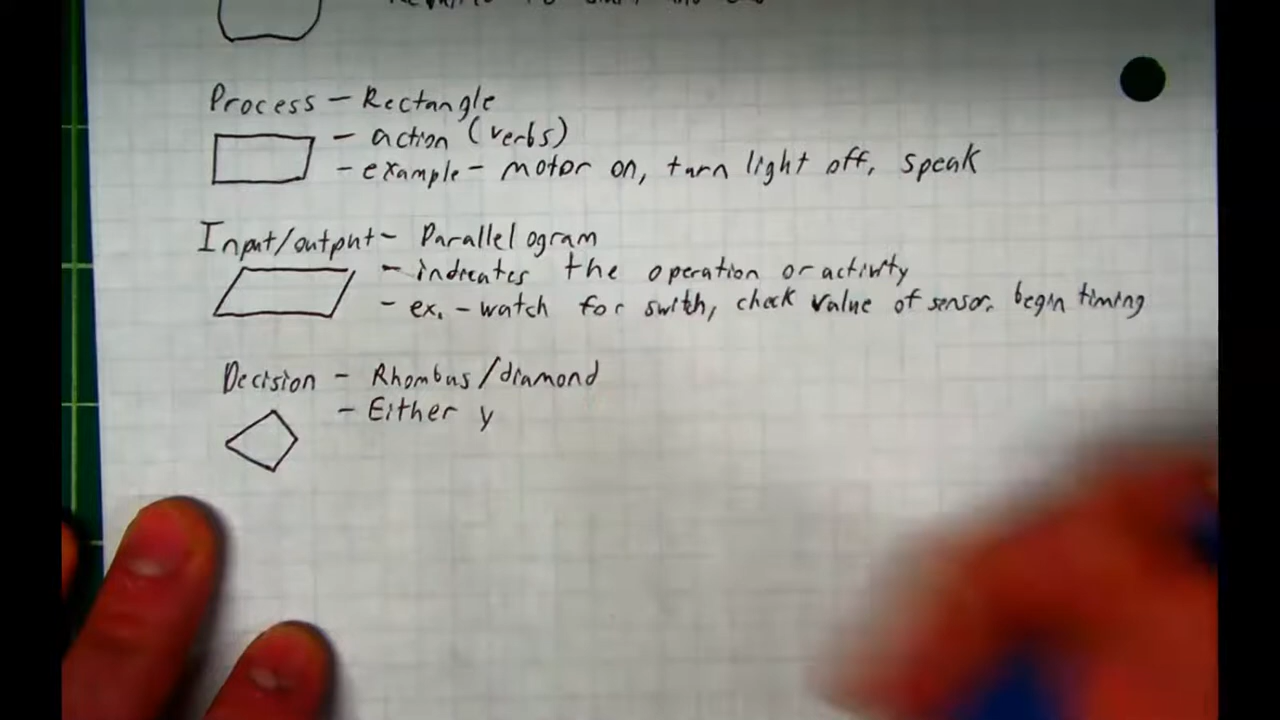 Process - Rectangle
- action (verbs)
- example - motor on, turn light off, speak
Input/output - Parallelogram
- indicates the operation or activity
- ex. - watch for swith, check value of sensor, begin timing
Decision - Rhombus/diamond
- Either y